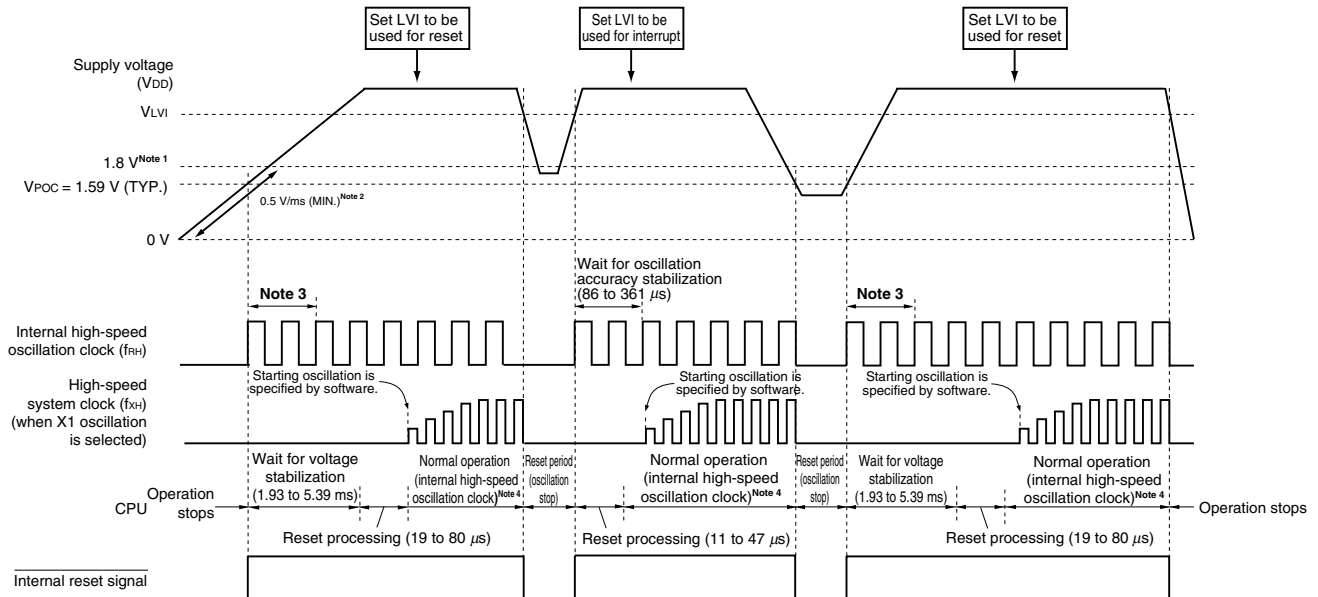 Set LVI to be
used for reset
Set LVI to be
used for interrupt
Set LVI to be
used for reset
Supply voltage
(VDD)
VLVI
1.8 V Note 1
VPOC = 1.59 V (TYP.)
0.5 V/ms (MIN.) Note 2
0 V
Wait for oscillation
accuracy stabilization
(86 to 361 μs)
Note 3
Note 3
Internal high-speed
oscillation clock (fRH)
Starting oscillation is
specified by software.
Starting oscillation is
specified by software.
Starting oscillation is
specified by software.
High-speed
system clock (fXH)
(when X1 oscillation
is selected)
Wait for voltage
stabilization
(1.93 to 5.39 ms)
Normal operation
(internal high-speed
oscillation clock) Note 4
Reset period
(oscillation
stop)
Normal operation
(internal high-speed
oscillation clock) Note 4
Reset period
(oscillation
stop)
Wait for voltage
stabilization
(1.93 to 5.39 ms)
Normal operation
(internal high-speed
oscillation clock) Note 4
CPU
Operation
stops
Operation stops
Reset processing (19 to 80 μs)
Reset processing (11 to 47 μs)
Reset processing (19 to 80 μs)
Internal reset signal